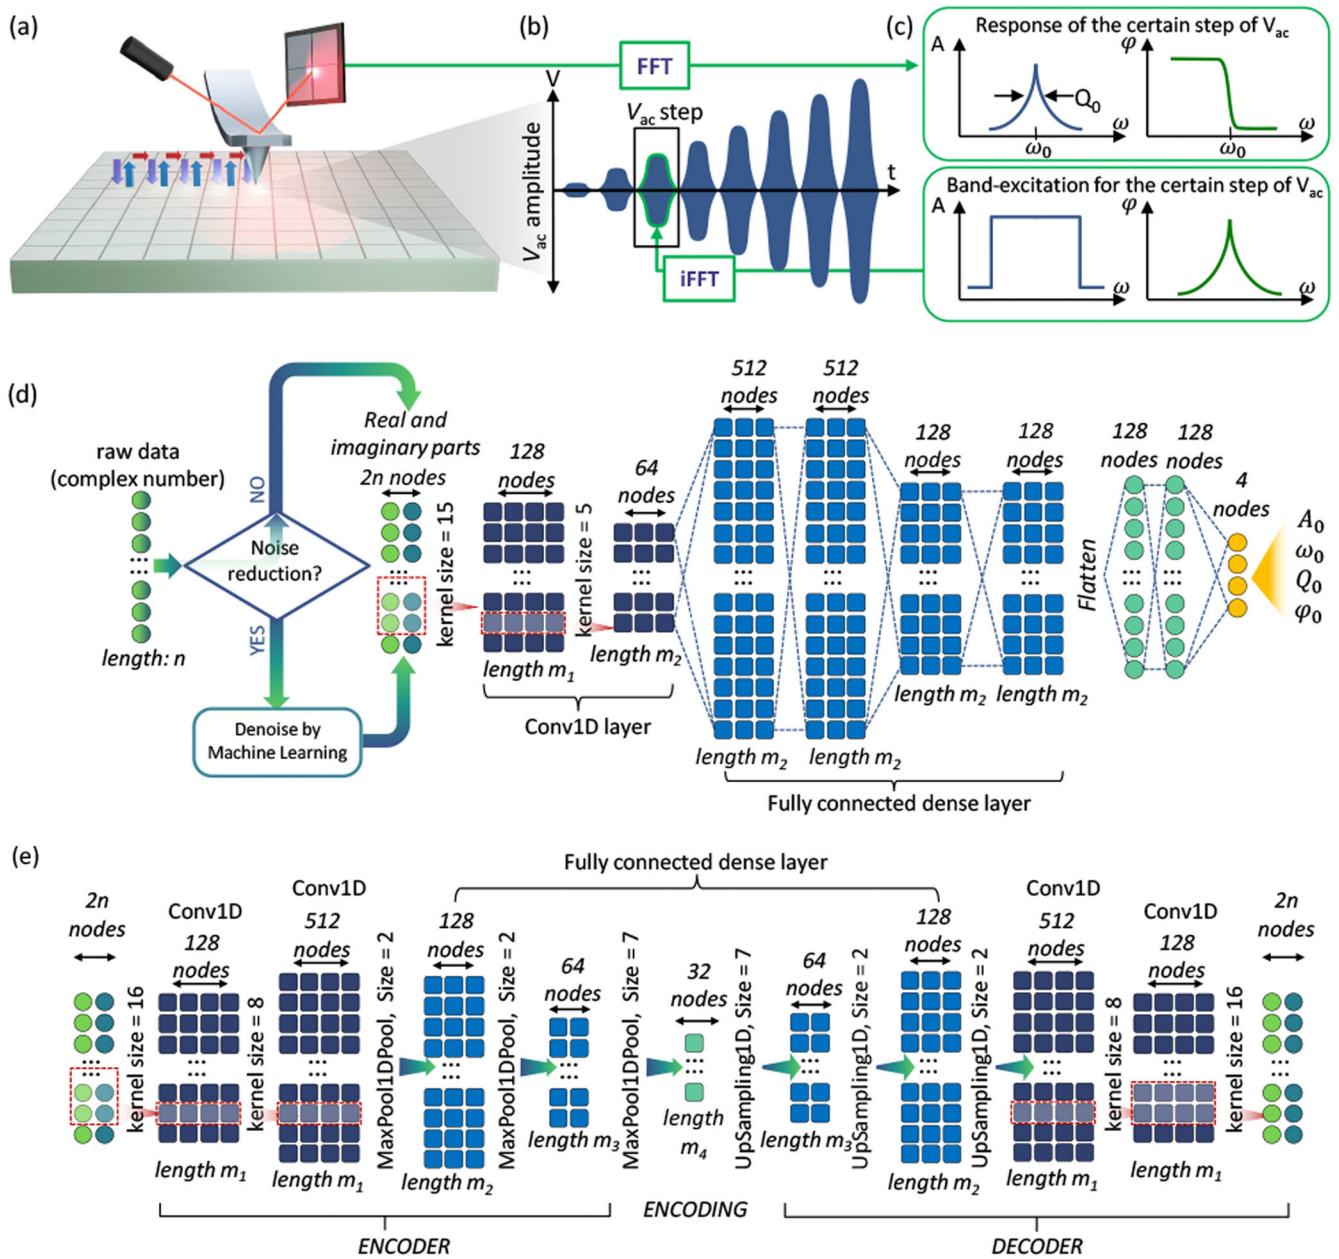 (a)
(b)
(c)
FFT
V
V_ac step
V_ac amplitude
t
iFFT
Response of the certain step of V_ac
A
Q₀
ω
ω₀
φ
ω
ω₀
Band-excitation for the certain step of V_ac
A
ω
φ
ω
(d)
raw data
(complex number)
length: n
NO
Noise
reduction?
YES
Denoise by
Machine Learning
Real and
imaginary parts
2n nodes
kernel size = 15
128
nodes
length m₁
kernel size = 5
64
nodes
length m₂
Conv1D layer
512
nodes
length m₂
512
nodes
length m₂
128
nodes
length m₂
128
nodes
length m₂
Fully connected dense layer
Flatten
128
nodes
128
nodes
4
nodes
A₀
ω₀
Q₀
φ₀
(e)
Fully connected dense layer
2n
nodes
kernel size = 16
Conv1D
128
nodes
length m₁
kernel size = 8
Conv1D
512
nodes
length m₁
MaxPool1DPool, Size = 2
128
nodes
length m₂
MaxPool1DPool, Size = 2
64
nodes
length m₃
MaxPool1DPool, Size = 7
32
nodes
length
m₄
UpSampling1D, Size = 7
64
nodes
length m₃
UpSampling1D, Size = 2
128
nodes
length m₂
UpSampling1D, Size = 2
Conv1D
512
nodes
length m₁
kernel size = 8
Conv1D
128
nodes
length m₁
kernel size = 16
2n
nodes
ENCODER
ENCODING
DECODER